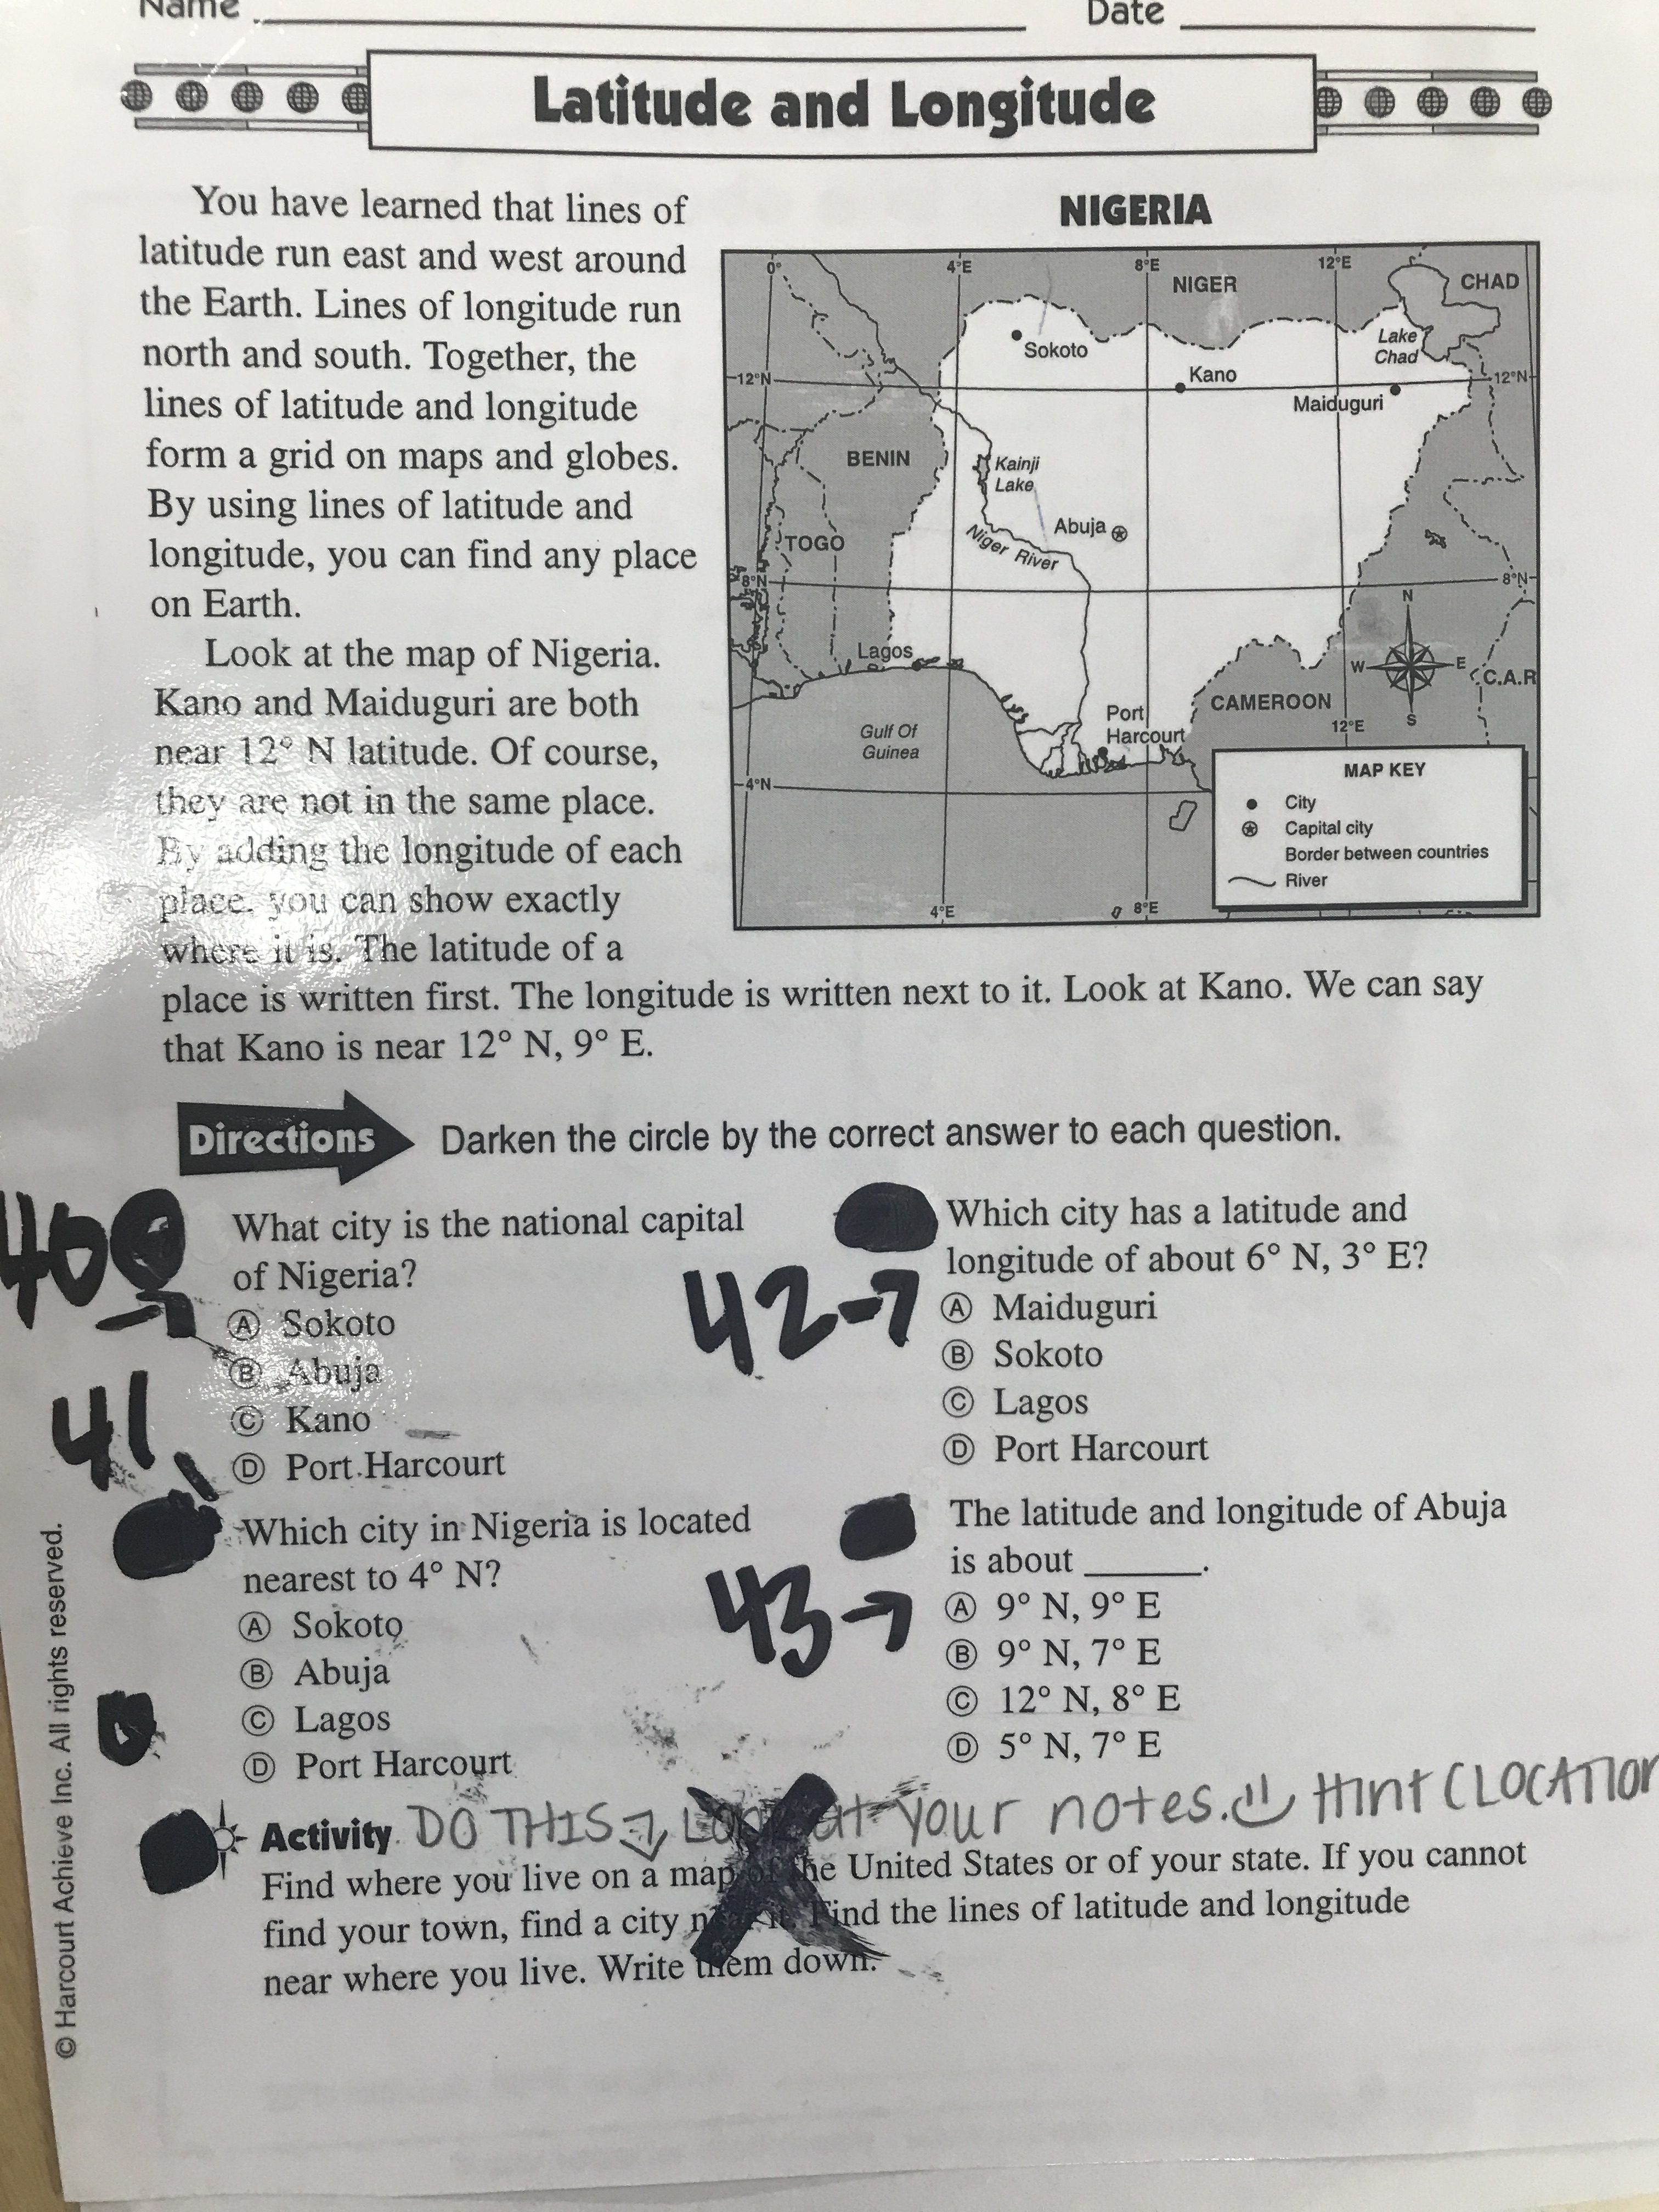 Name Date
Latitude and Longitude
You have learned that lines of
latitude run east and west around
the Earth. Lines of longitude run
north and south. Together, the
lines of latitude and longitude
form a grid on maps and globes.
By using lines of latitude and
longitude, you can find any place
on Earth.
Look at the map of Nigeria.
Kano and Maiduguri are both
near 12° N latitude. Of course,
they are not in the same place.
By adding the longitude of each
place, you can show exactly
where it is. The latitude of a
place is written first. The longitude is written next to it. Look at Kano. We can say
that Kano is near 12° N, 9° E.
NIGERIA
0° 4°E 8°E 12°E
NIGER
CHAD
Sokoto
Lake
Chad
12°N
Kano
12°N
Maiduguri
BENIN
Kainji
Lake
Abuja
Niger River
TOGO
8°N
8°N
N
W E
S
Lagos
C.A.R
CAMEROON
12°E
Port
Harcourt
Gulf Of
Guinea
4°N
4°E 8°E
MAP KEY
City
Capital city
Border between countries
River
Directions Darken the circle by the correct answer to each question.
40
What city is the national capital
of Nigeria?
A Sokoto
B Abuja
C Kano
D Port Harcourt
41
Which city in Nigeria is located
nearest to 4° N?
A Sokoto
B Abuja
C Lagos
D Port Harcourt
42
Which city has a latitude and
longitude of about 6° N, 3° E?
A Maiduguri
B Sokoto
C Lagos
D Port Harcourt
43
The latitude and longitude of Abuja
is about ______.
A 9° N, 9° E
B 9° N, 7° E
C 12° N, 8° E
D 5° N, 7° E
Activity DO THIS Look at your notes. Hint (LOCATION
Find where you live on a map of the United States or of your state. If you cannot
find your town, find a city near it. Find the lines of latitude and longitude
near where you live. Write them down.
© Harcourt Achieve Inc. All rights reserved.